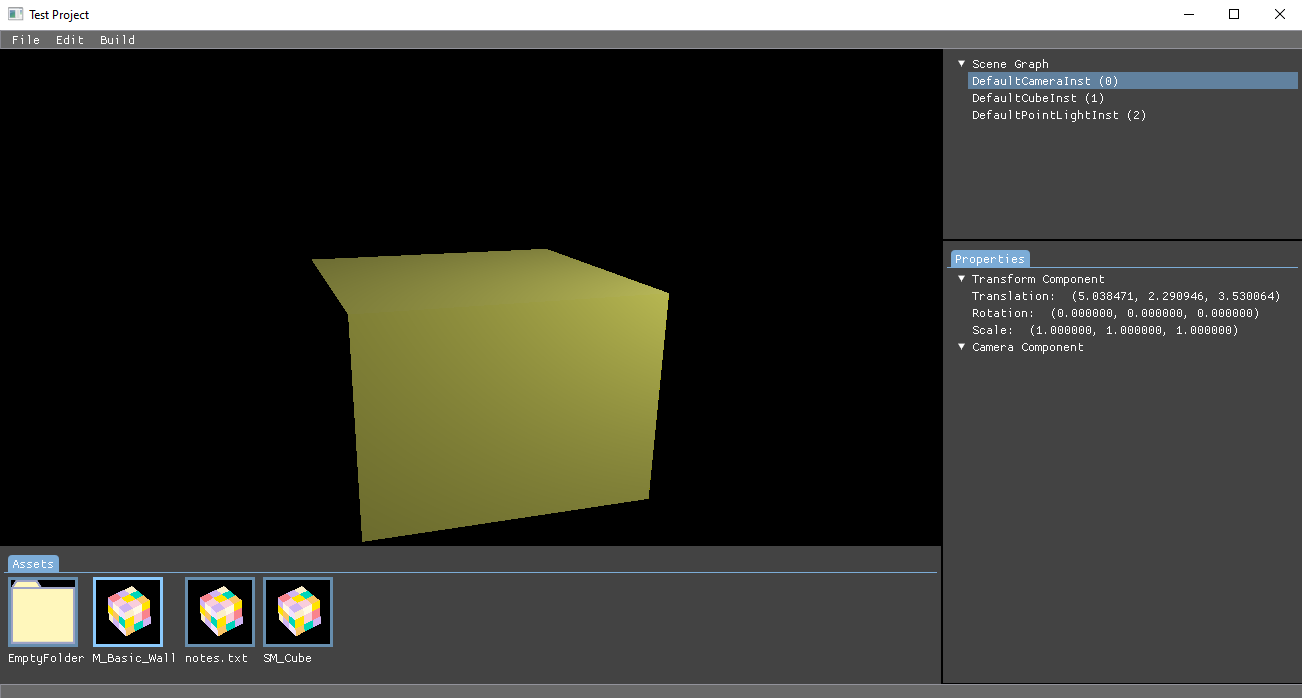 Test Project
File Edit Build
Scene Graph
DefaultCameraInst (0)
DefaultCubeInst (1)
DefaultPointLightInst (2)
Properties
Transform Component
Translation: (5.038471, 2.290946, 3.530064)
Rotation: (0.000000, 0.000000, 0.000000)
Scale: (1.000000, 1.000000, 1.000000)
Camera Component
Assets
EmptyFolder M_Basic_Wall notes.txt SM_Cube